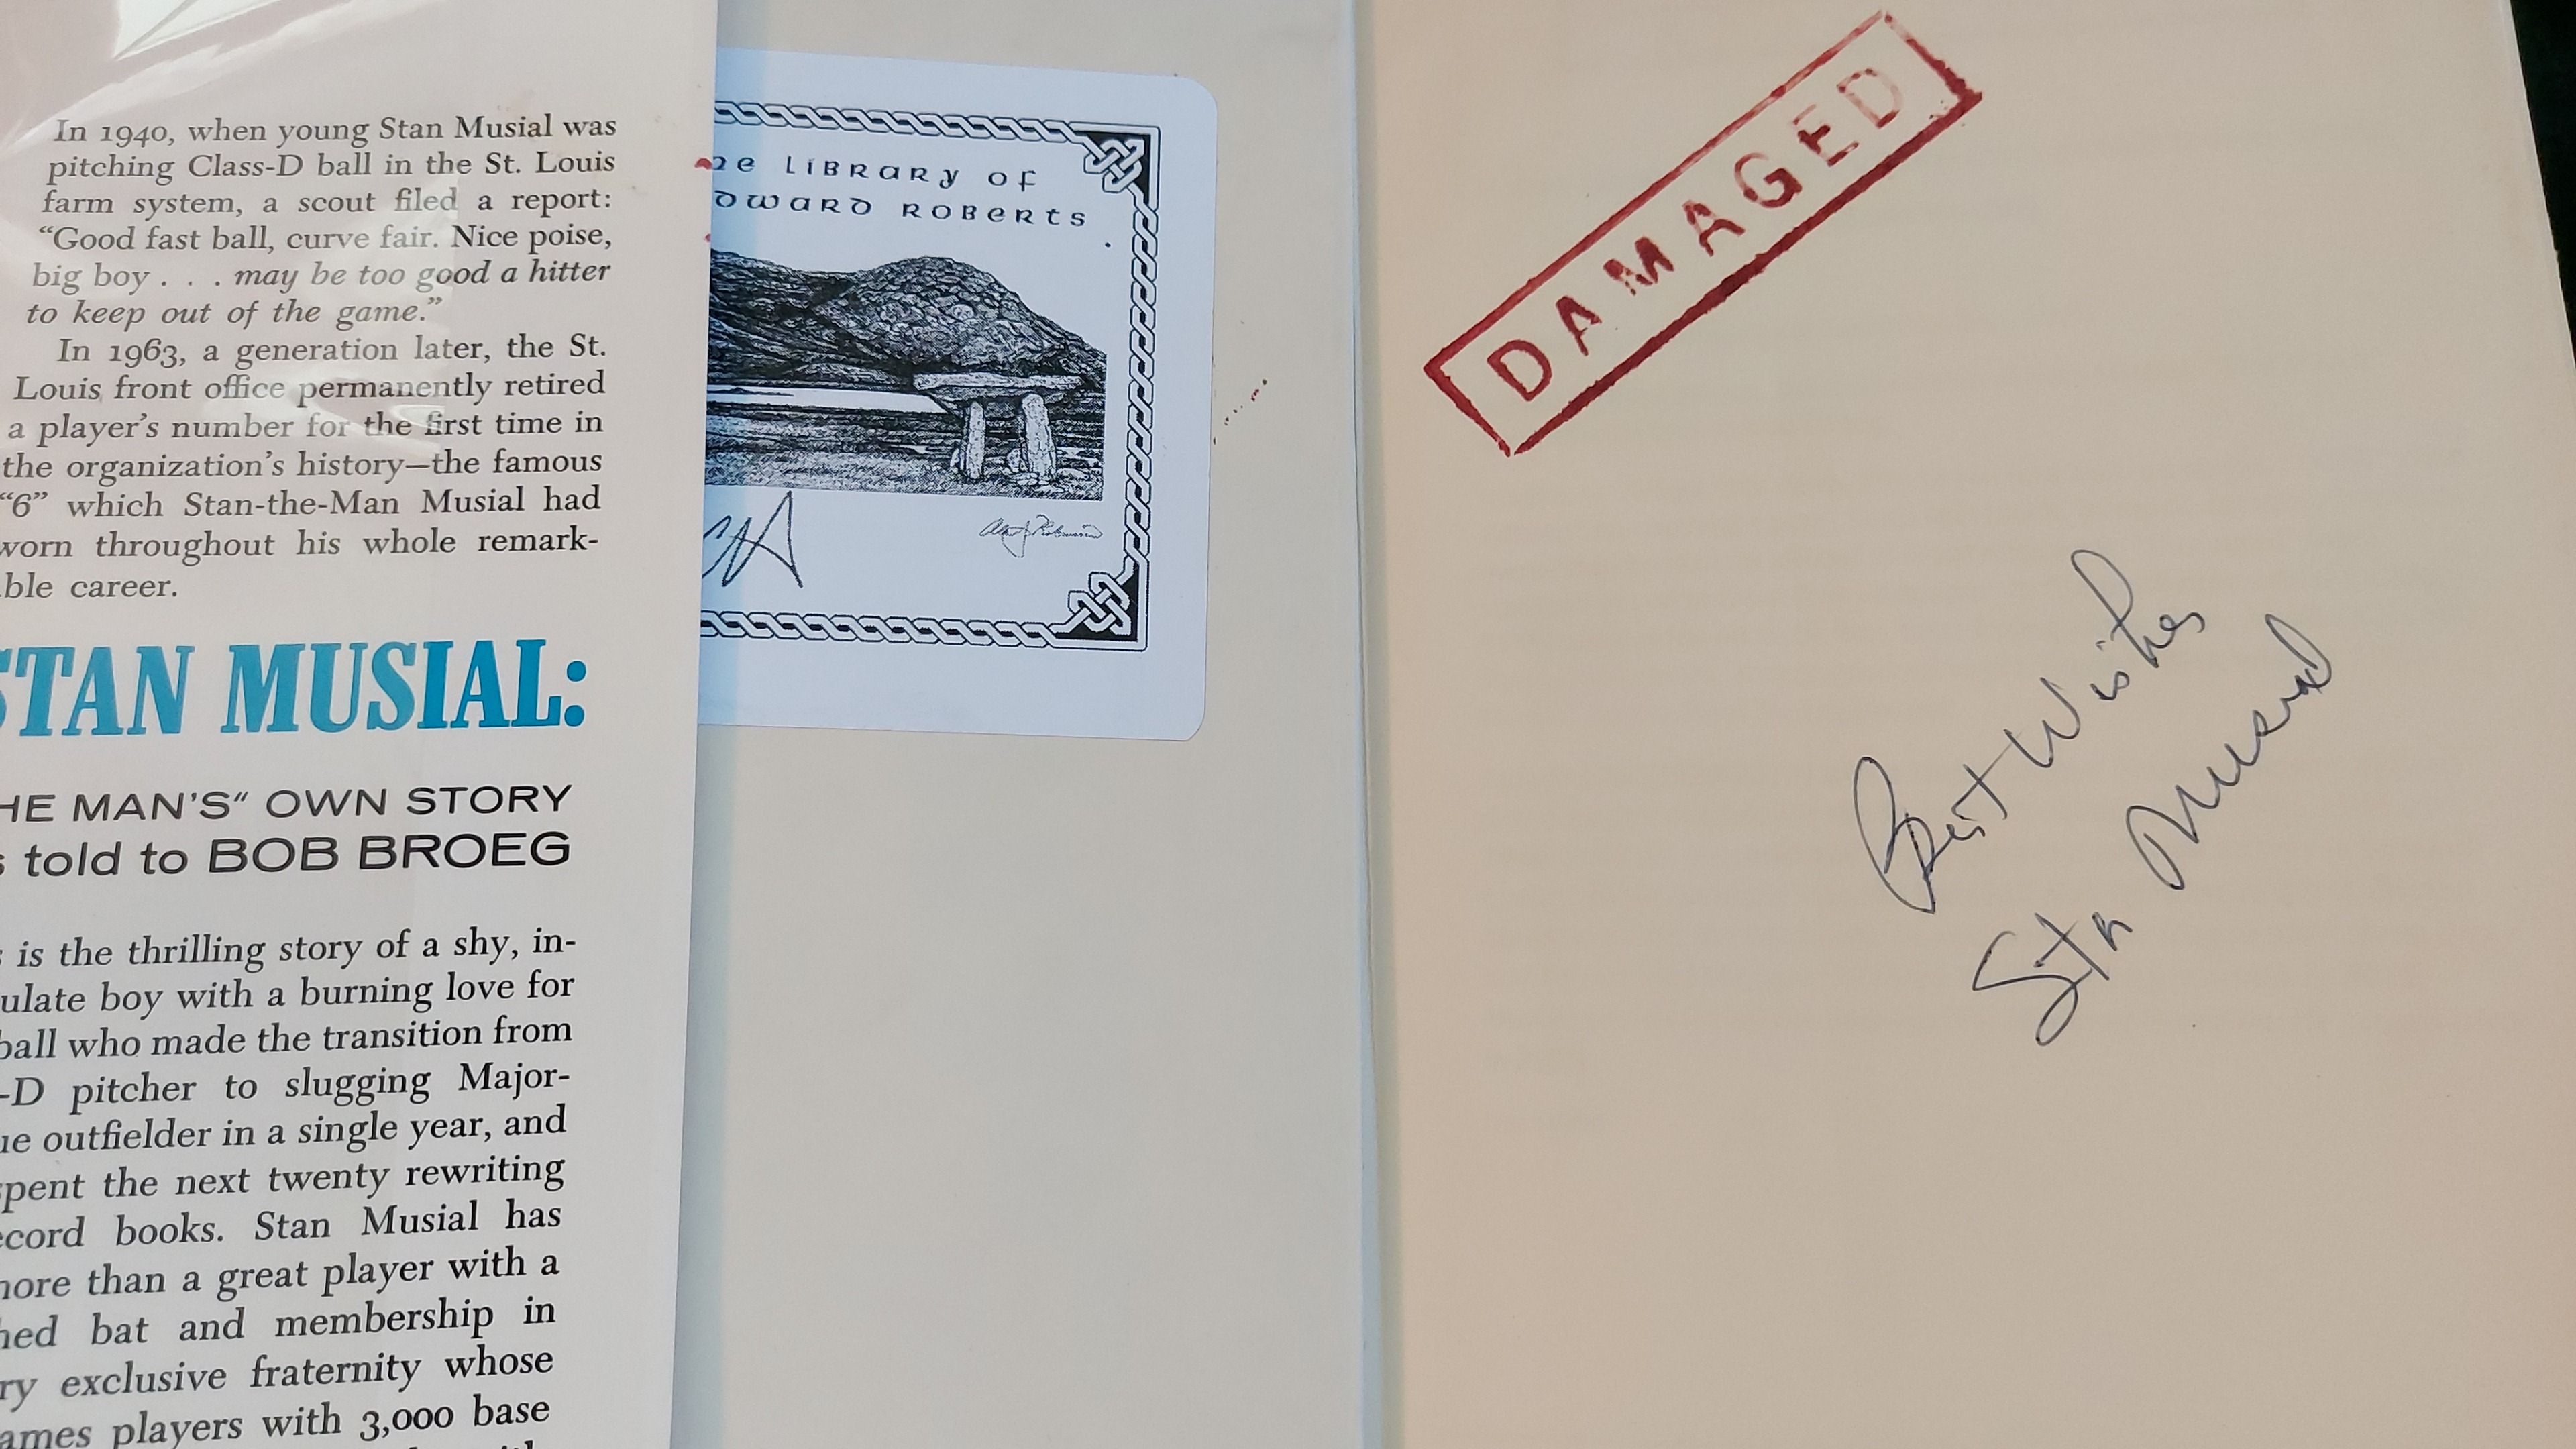 In 1940, when young Stan Musial was
pitching Class-D ball in the St. Louis
farm system, a scout filed a report:
“Good fast ball, curve fair. Nice poise,
big boy . . . may be too good a hitter
to keep out of the game.”
In 1963, a generation later, the St.
Louis front office permanently retired
a player’s number for the first time in
the organization’s history—the famous
“6” which Stan-the-Man Musial had
worn throughout his whole remark-
ble career.
STAN MUSIAL:
HE MAN'S" OWN STORY
s told to BOB BROEG
s is the thrilling story of a shy, in-
ulate boy with a burning love for
ball who made the transition from
-D pitcher to slugging Major-
ue outfielder in a single year, and
spent the next twenty rewriting
ecord books. Stan Musial has
more than a great player with a
hed bat and membership in
ry exclusive fraternity whose
ames players with 3,000 base
he LIBRARY OF
DWARD ROBERTS
DAMAGED
Best Wishes
Stan Musial